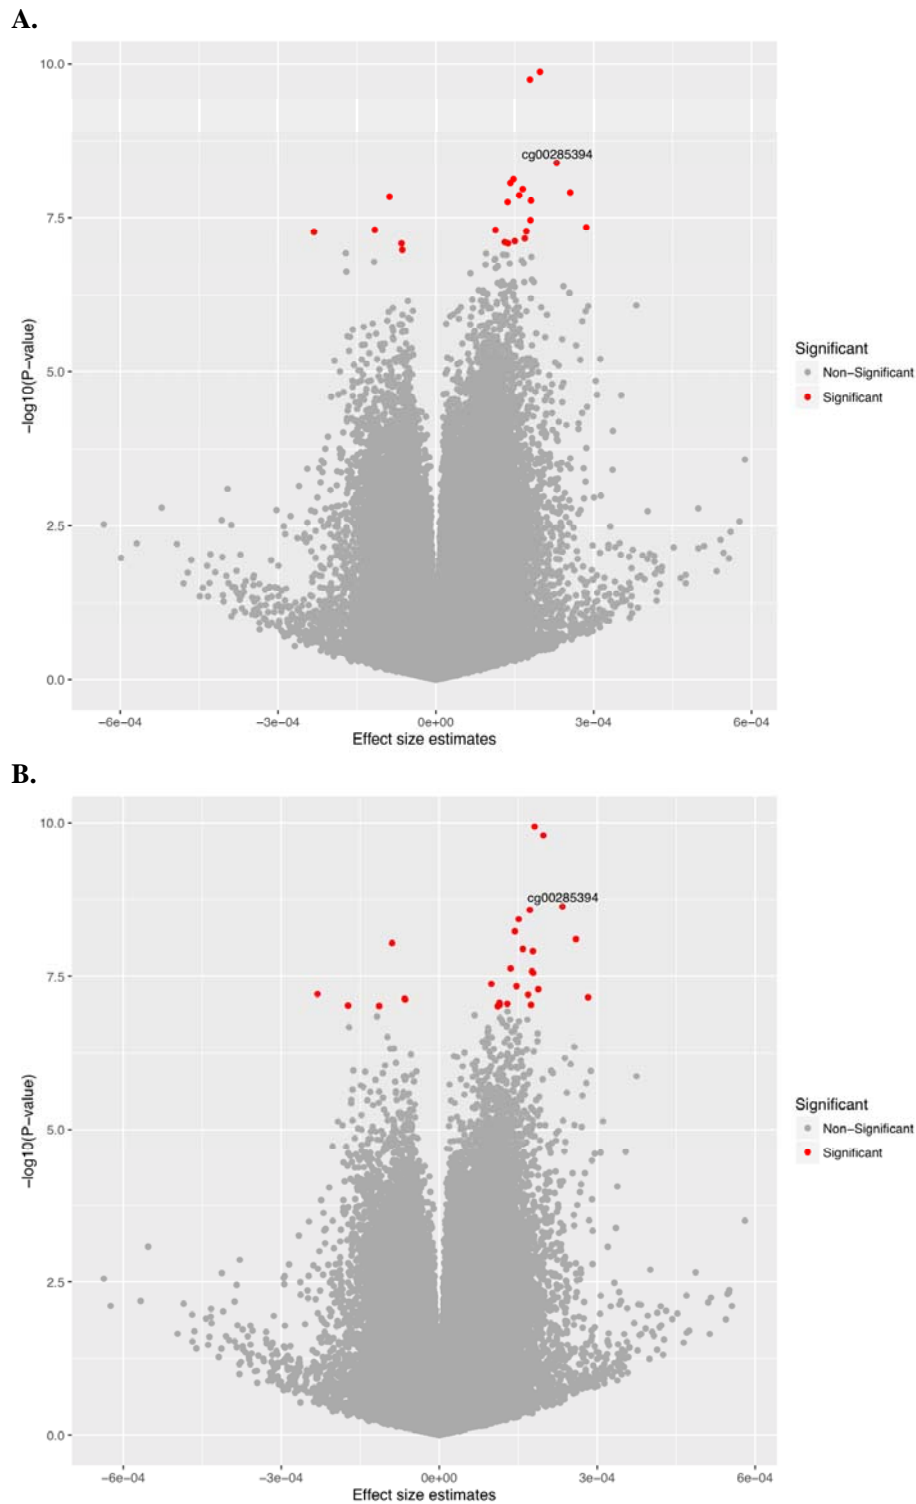 A.
10.0
cg00285394
7.5
5.0
2.5
0.0
−log10(P−value)
−6e−04
−3e−04
0e+00
3e−04
6e−04
Effect size estimates
Significant
Non−Significant
Significant
B.
10.0
cg00285394
7.5
5.0
2.5
0.0
−log10(P−value)
−6e−04
−3e−04
0e+00
3e−04
6e−04
Effect size estimates
Significant
Non−Significant
Significant